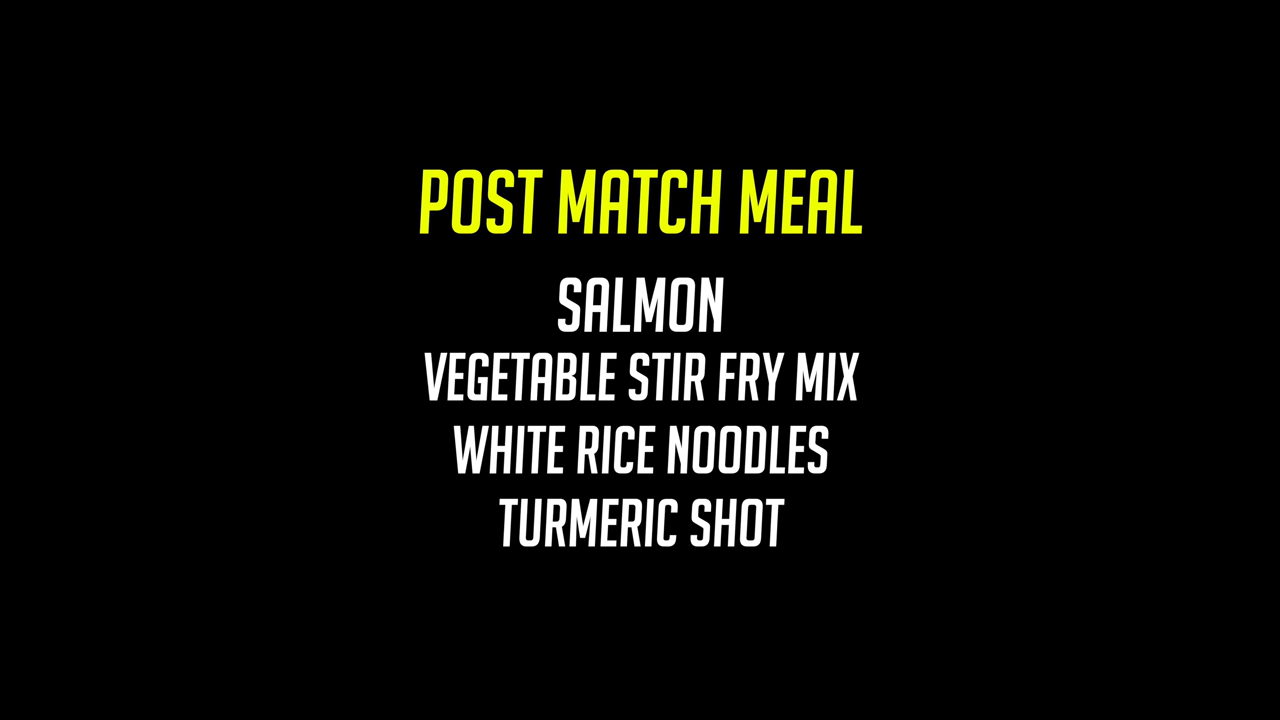 POST MATCH MEAL
SALMON
VEGETABLE STIR FRY MIX
WHITE RICE NOODLES
TURMERIC SHOT